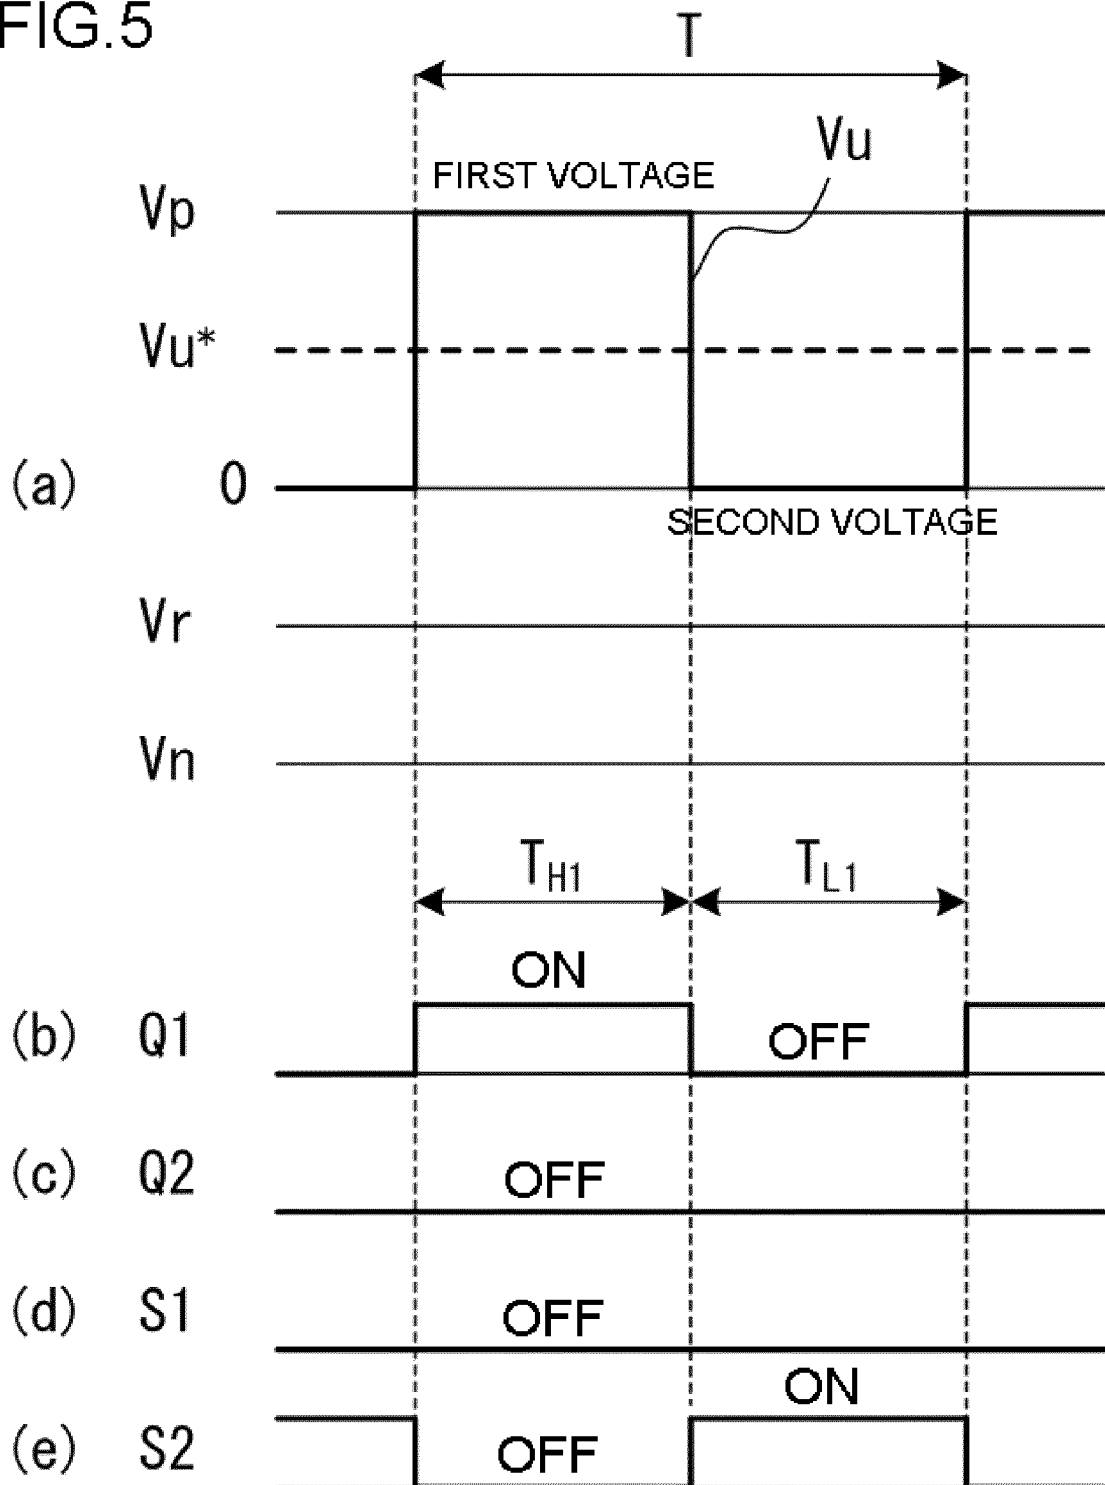 FIG.5
T
Vu
FIRST VOLTAGE
Vp
Vu*
(a) 0
SECOND VOLTAGE
Vr
Vn
TH1 TL1
ON
(b) Q1 OFF
(c) Q2 OFF
(d) S1 OFF
ON
(e) S2 OFF